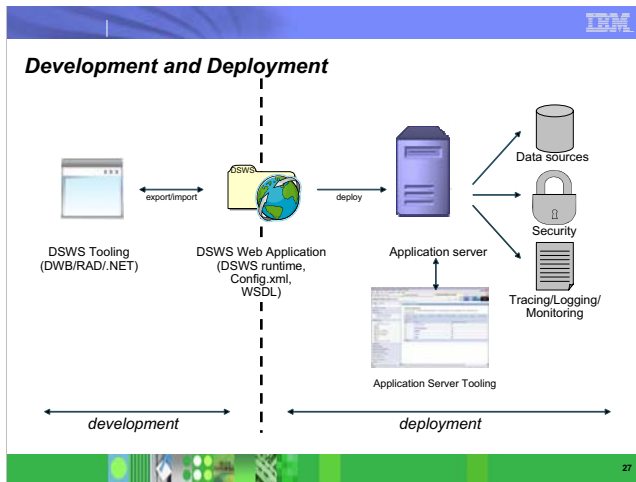 IBM
Development and Deployment
DSWS
export/import
deploy
Data sources
Security
Tracing/Logging/
Monitoring
DSWS Tooling
(DWB/RAD/.NET)
DSWS Web Application
(DSWS runtime,
Config.xml,
WSDL)
Application server
Application Server Tooling
development
deployment
27